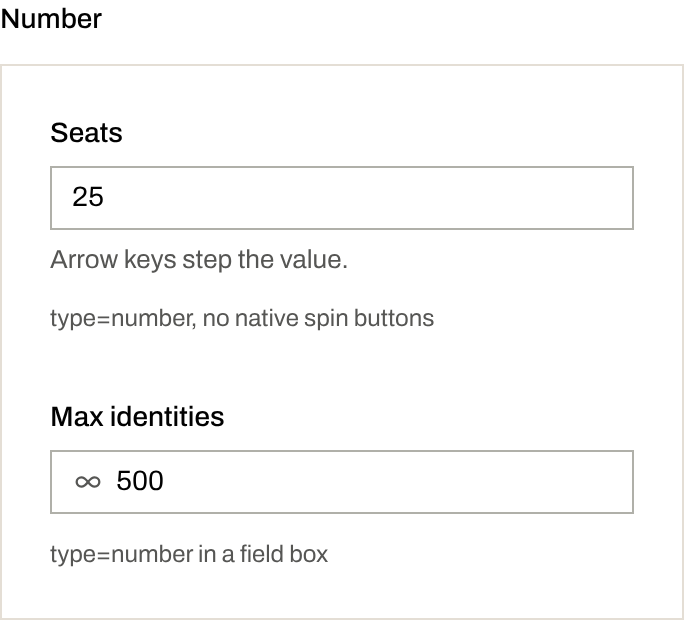 Number
Seats
25
Arrow keys step the value.
type=number, no native spin buttons
Max identities
∞ 500
type=number in a field box